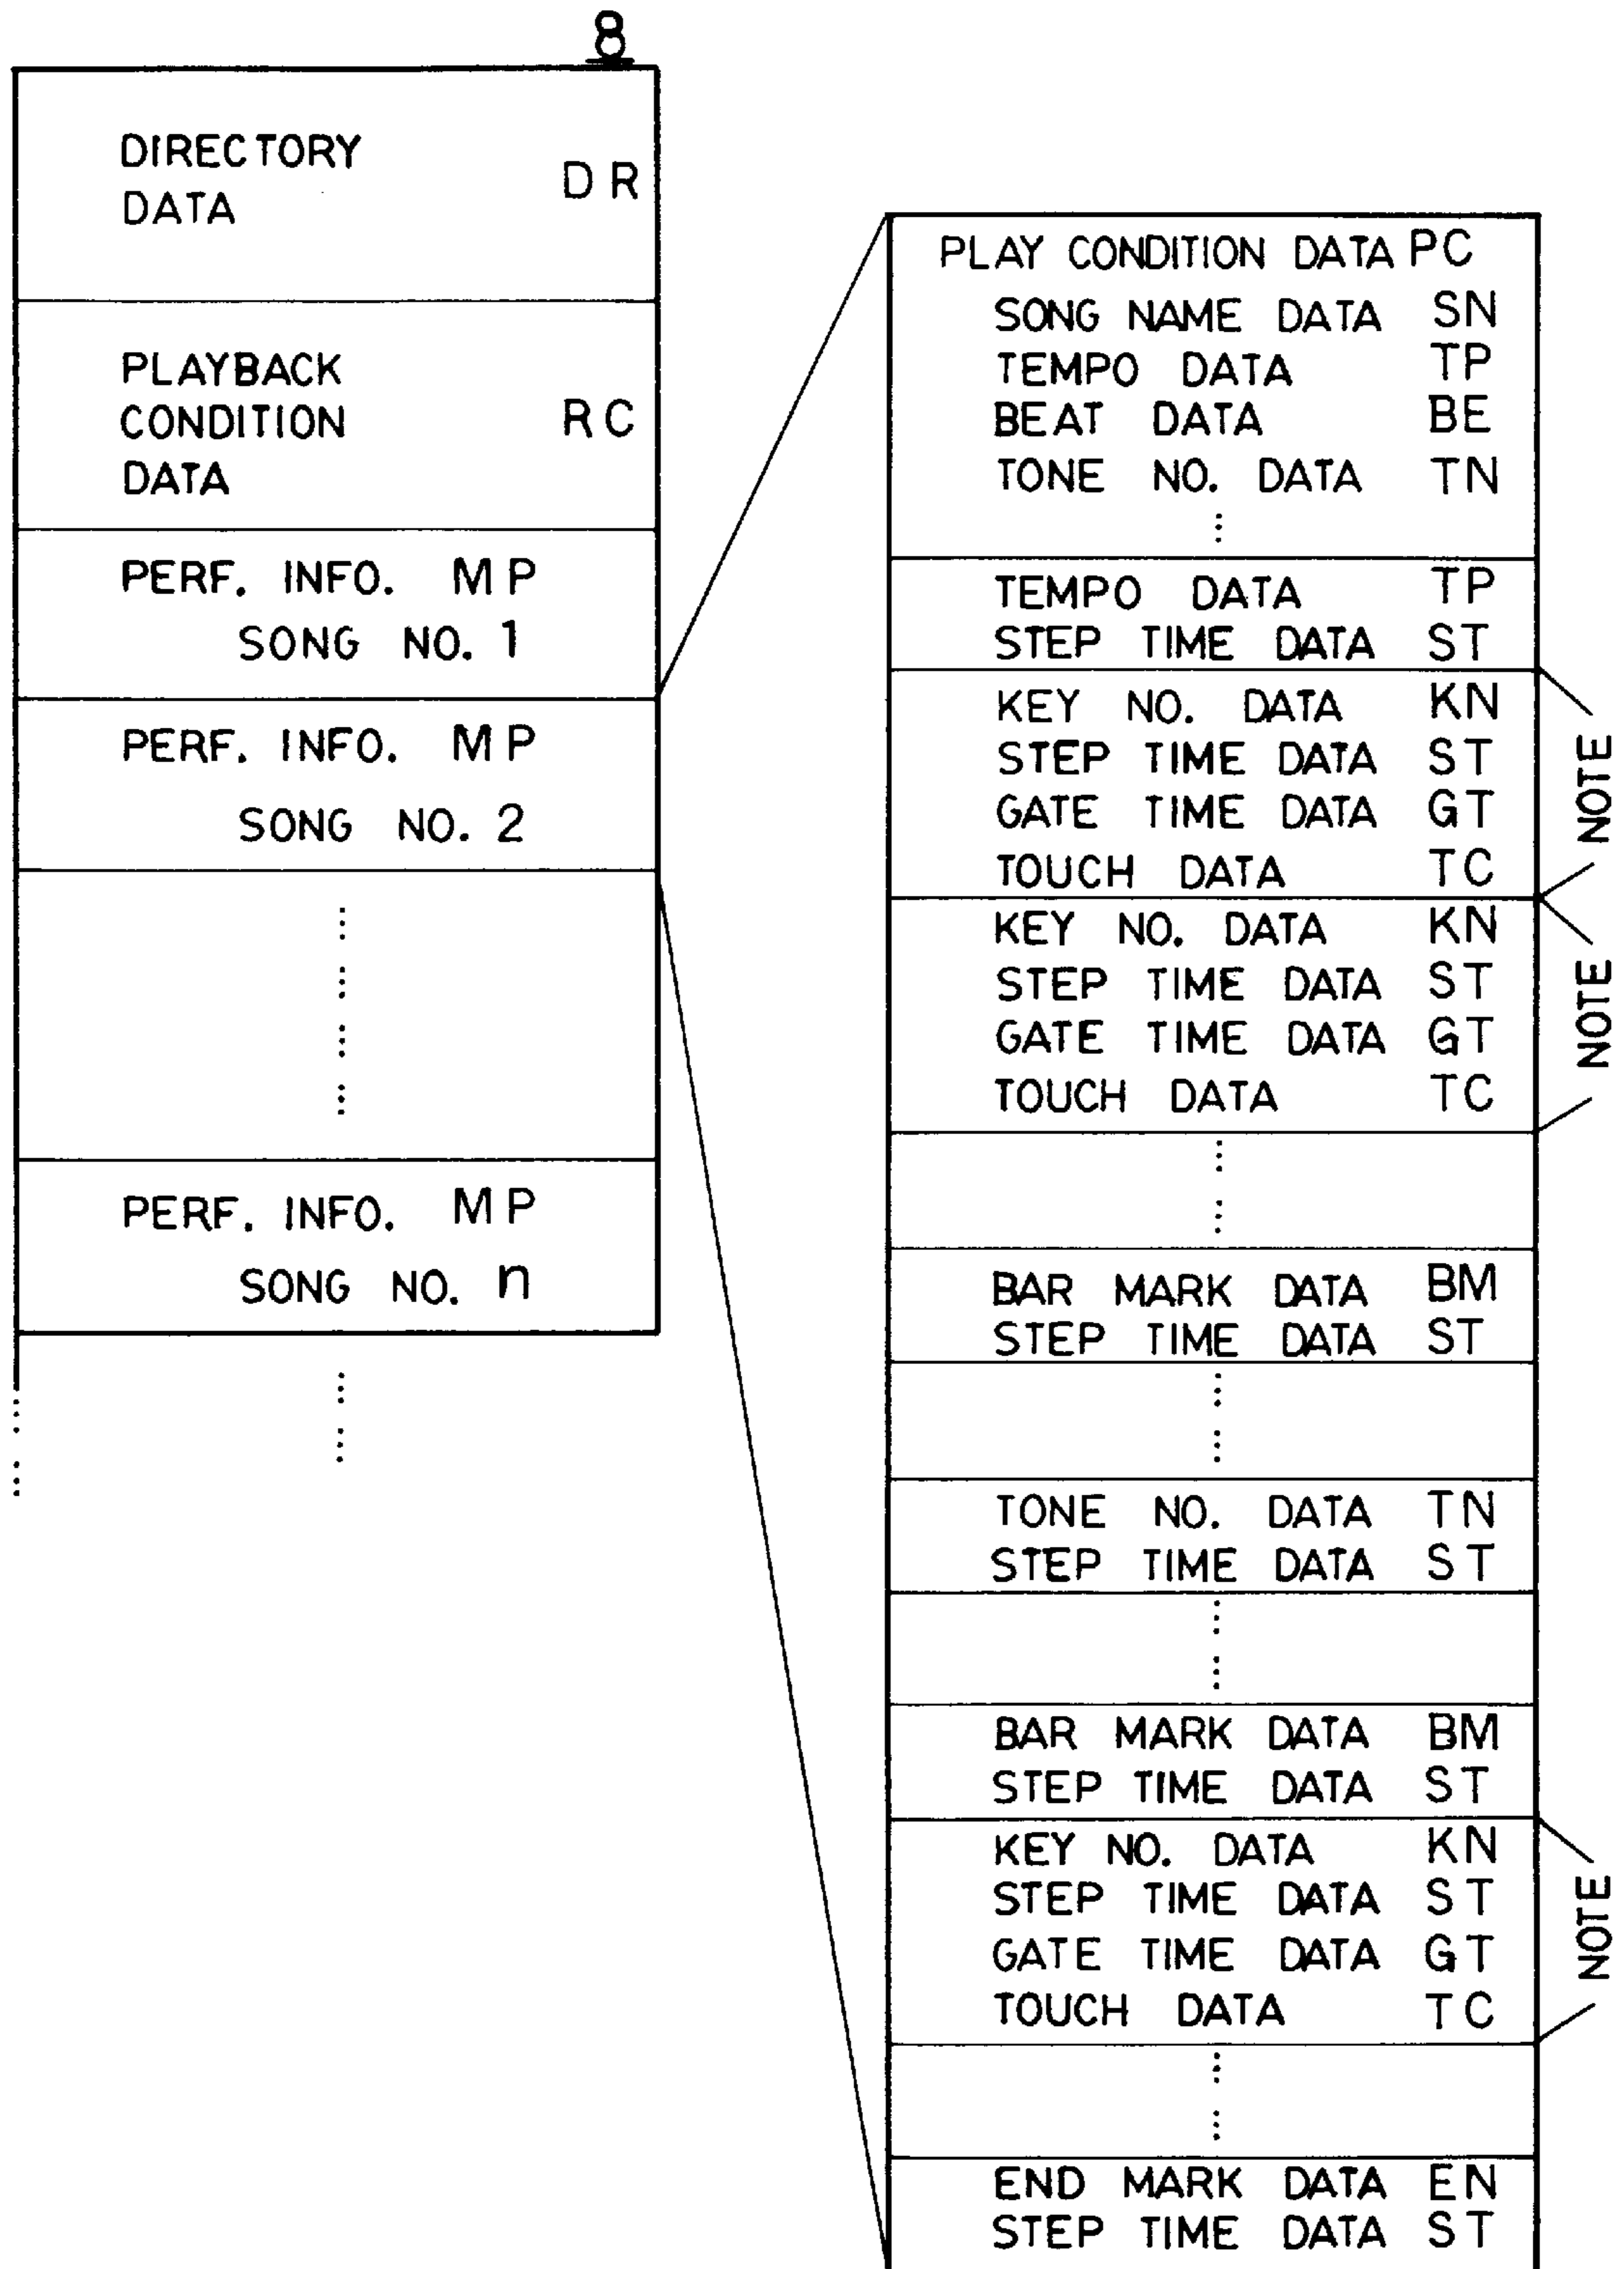 8
DIRECTORY
DATA
DR
PLAYBACK
CONDITION
DATA
RC
PERF. INFO. MP
SONG NO. 1
PERF. INFO. MP
SONG NO. 2
PERF. INFO. MP
SONG NO. n
PLAY CONDITION DATA PC
SONG NAME DATA SN
TEMPO DATA TP
BEAT DATA BE
TONE NO. DATA TN
TEMPO DATA TP
STEP TIME DATA ST
KEY NO. DATA KN
STEP TIME DATA ST
GATE TIME DATA GT
TOUCH DATA TC
NOTE
KEY NO. DATA KN
STEP TIME DATA ST
GATE TIME DATA GT
TOUCH DATA TC
NOTE
BAR MARK DATA BM
STEP TIME DATA ST
TONE NO. DATA TN
STEP TIME DATA ST
BAR MARK DATA BM
STEP TIME DATA ST
KEY NO. DATA KN
STEP TIME DATA ST
GATE TIME DATA GT
TOUCH DATA TC
NOTE
END MARK DATA EN
STEP TIME DATA ST